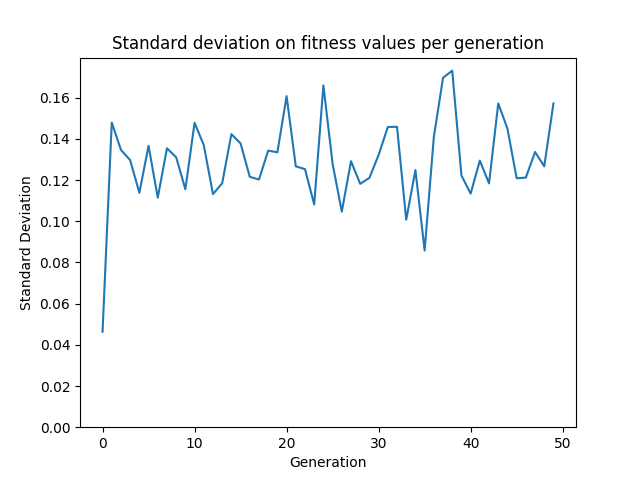 Standard deviation on fitness values per generation
Standard Deviation
0.16
0.14
0.12
0.10
0.08
0.06
0.04
0.02
0.00
0 10 20 30 40 50
Generation